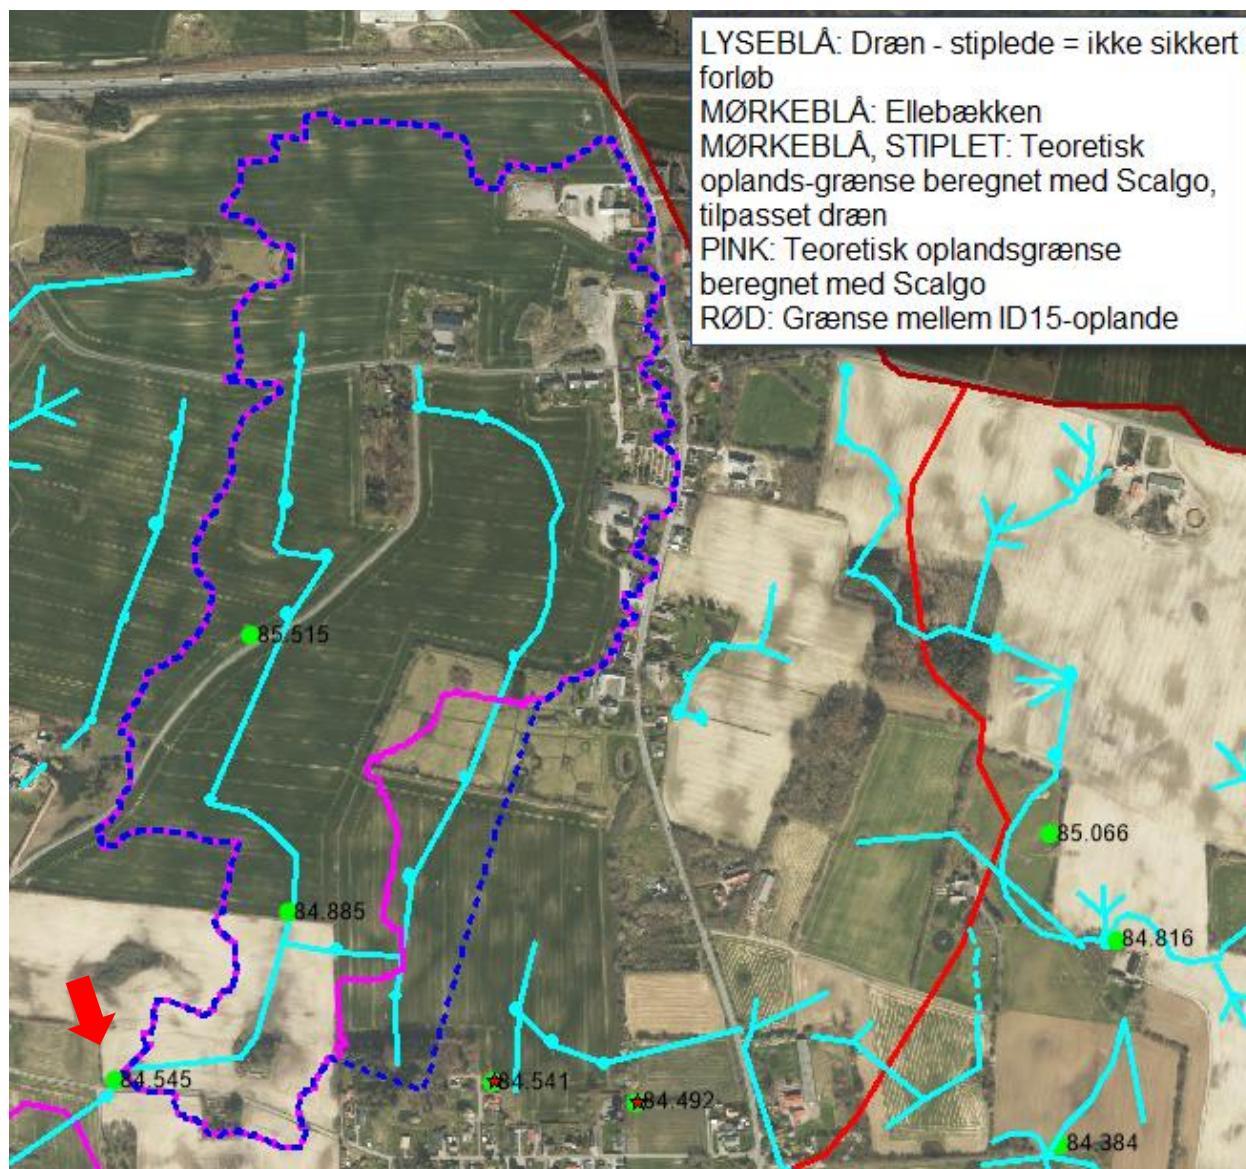 LYSEBLÅ: Dræn - stiplede = ikke sikkert
forløb
MØRKEBLÅ: Ellebækken
MØRKEBLÅ, STIPLET: Teoretisk
oplands-grænse beregnet med Scalgo,
tilpasset dræn
PINK: Teoretisk oplandsgrænse
beregnet med Scalgo
RØD: Grænse mellem ID15-oplande
85.515
85.066
84.885
84.816
84.545
84.541
84.492
84.384